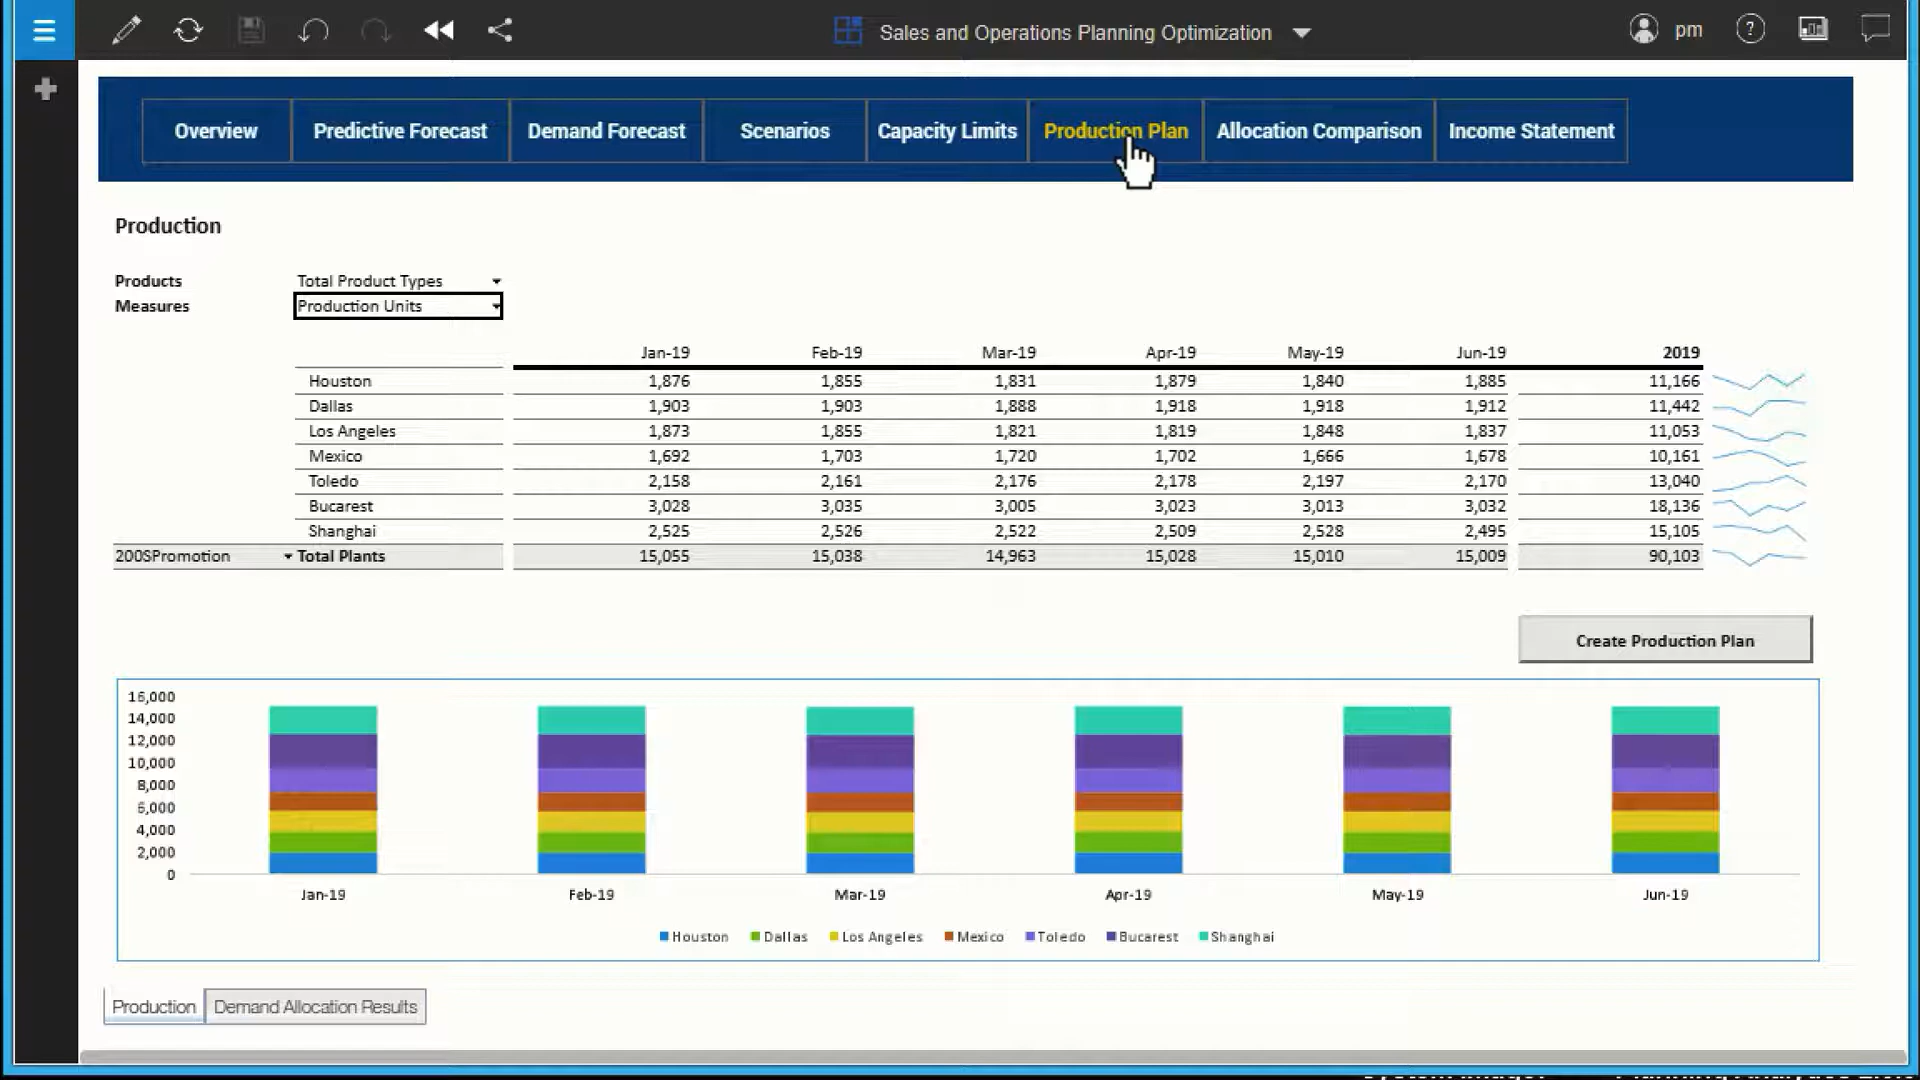 Sales and Operations Planning Optimization
pm
Overview
Predictive Forecast
Demand Forecast
Scenarios
Capacity Limits
Production Plan
Allocation Comparison
Income Statement
Production
Products Total Product Types
Measures Production Units
Jan-19 Feb-19 Mar-19 Apr-19 May-19 Jun-19 2019
Houston 1,876 1,855 1,831 1,879 1,840 1,885 11,166
Dallas 1,903 1,903 1,888 1,918 1,918 1,912 11,442
Los Angeles 1,873 1,855 1,821 1,819 1,848 1,837 11,053
Mexico 1,692 1,703 1,720 1,702 1,666 1,678 10,161
Toledo 2,158 2,161 2,176 2,178 2,197 2,170 13,040
Bucarest 3,028 3,035 3,005 3,023 3,013 3,032 18,136
Shanghai 2,525 2,526 2,522 2,509 2,528 2,495 15,105
200SPromotion Total Plants 15,055 15,038 14,963 15,028 15,010 15,009 90,103
Create Production Plan
16,000
14,000
12,000
10,000
8,000
6,000
4,000
2,000
0
Jan-19 Feb-19 Mar-19 Apr-19 May-19 Jun-19
Houston Dallas Los Angeles Mexico Toledo Bucarest Shanghai
Production
Demand Allocation Results